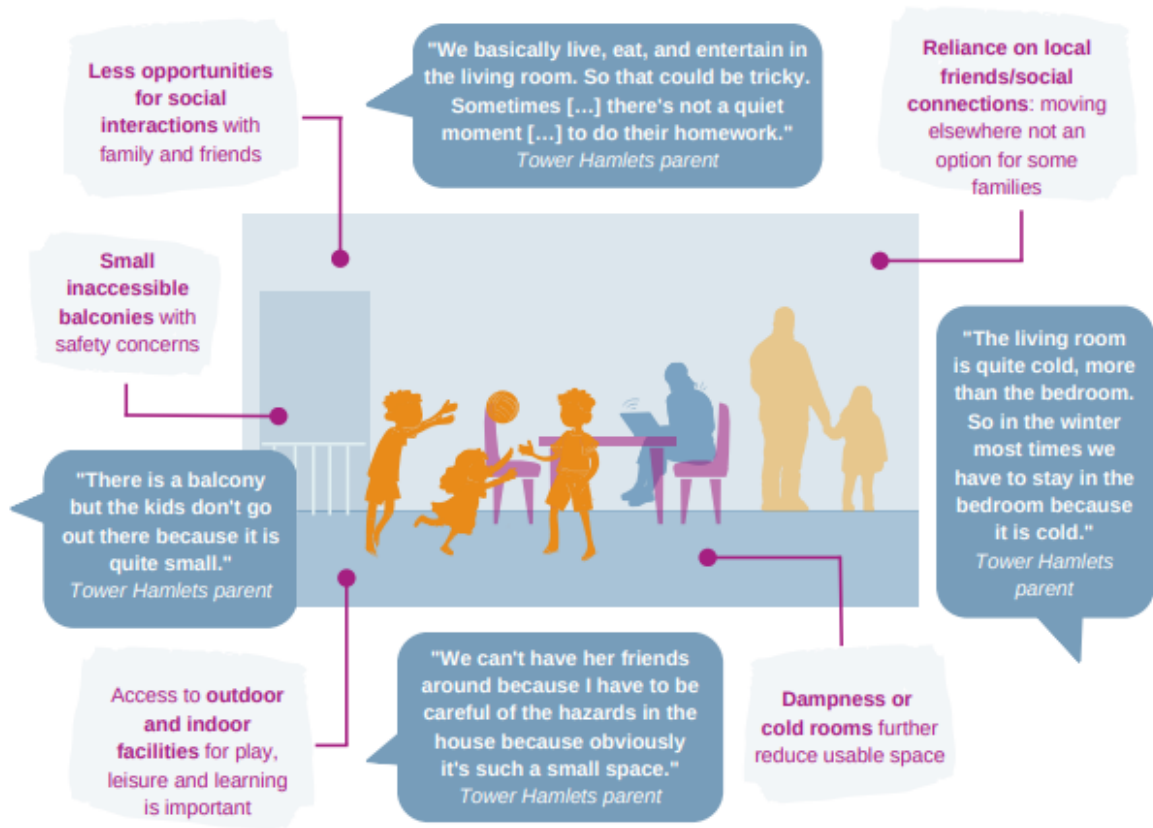 Less opportunities
for social
interactions with
family and friends
"We basically live, eat, and entertain in
the living room. So that could be tricky.
Sometimes [...] there's not a quiet
moment [...] to do their homework."
Tower Hamlets parent
Reliance on local
friends/social
connections: moving
elsewhere not an
option for some
families
Small
inaccessible
balconies with
safety concerns
"The living room
is quite cold, more
than the bedroom.
So in the winter
most times we
have to stay in the
bedroom because
it is cold."
Tower Hamlets
parent
"There is a balcony
but the kids don't go
out there because it is
quite small."
Tower Hamlets parent
Access to outdoor
and indoor
facilities for play,
leisure and learning
is important
"We can't have her friends
around because I have to be
careful of the hazards in the
house because obviously
it's such a small space."
Tower Hamlets parent
Dampness or
cold rooms further
reduce usable space